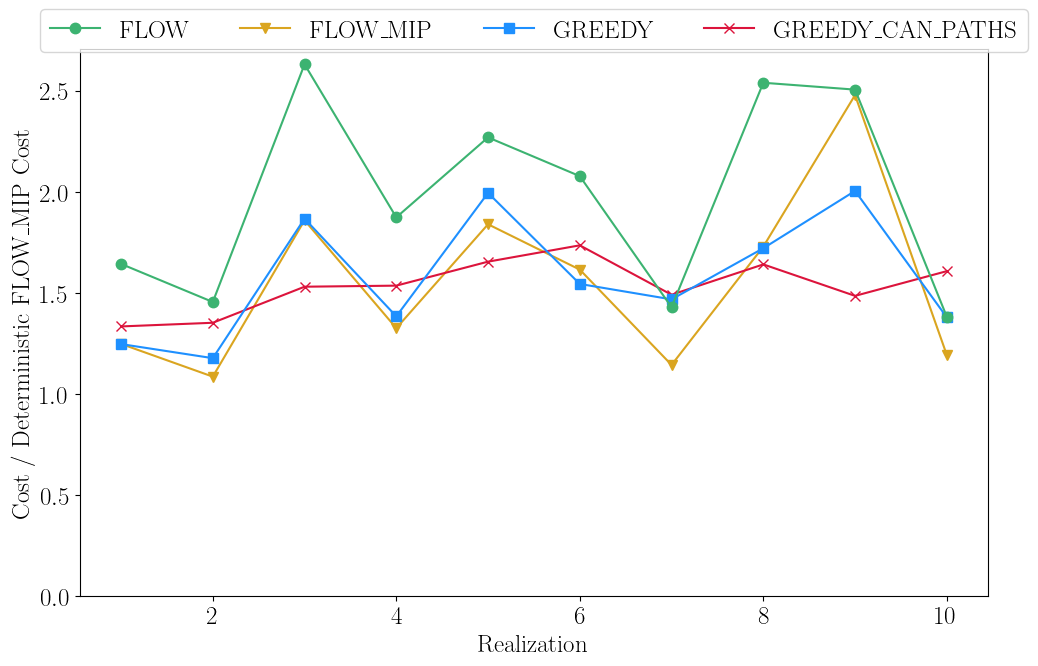 FLOW FLOW_MIP GREEDY GREEDY_CAN_PATHS
Cost / Deterministic FLOW_MIP Cost
2.5
2.0
1.5
1.0
0.5
0.0
2 4 6 8 10
Realization